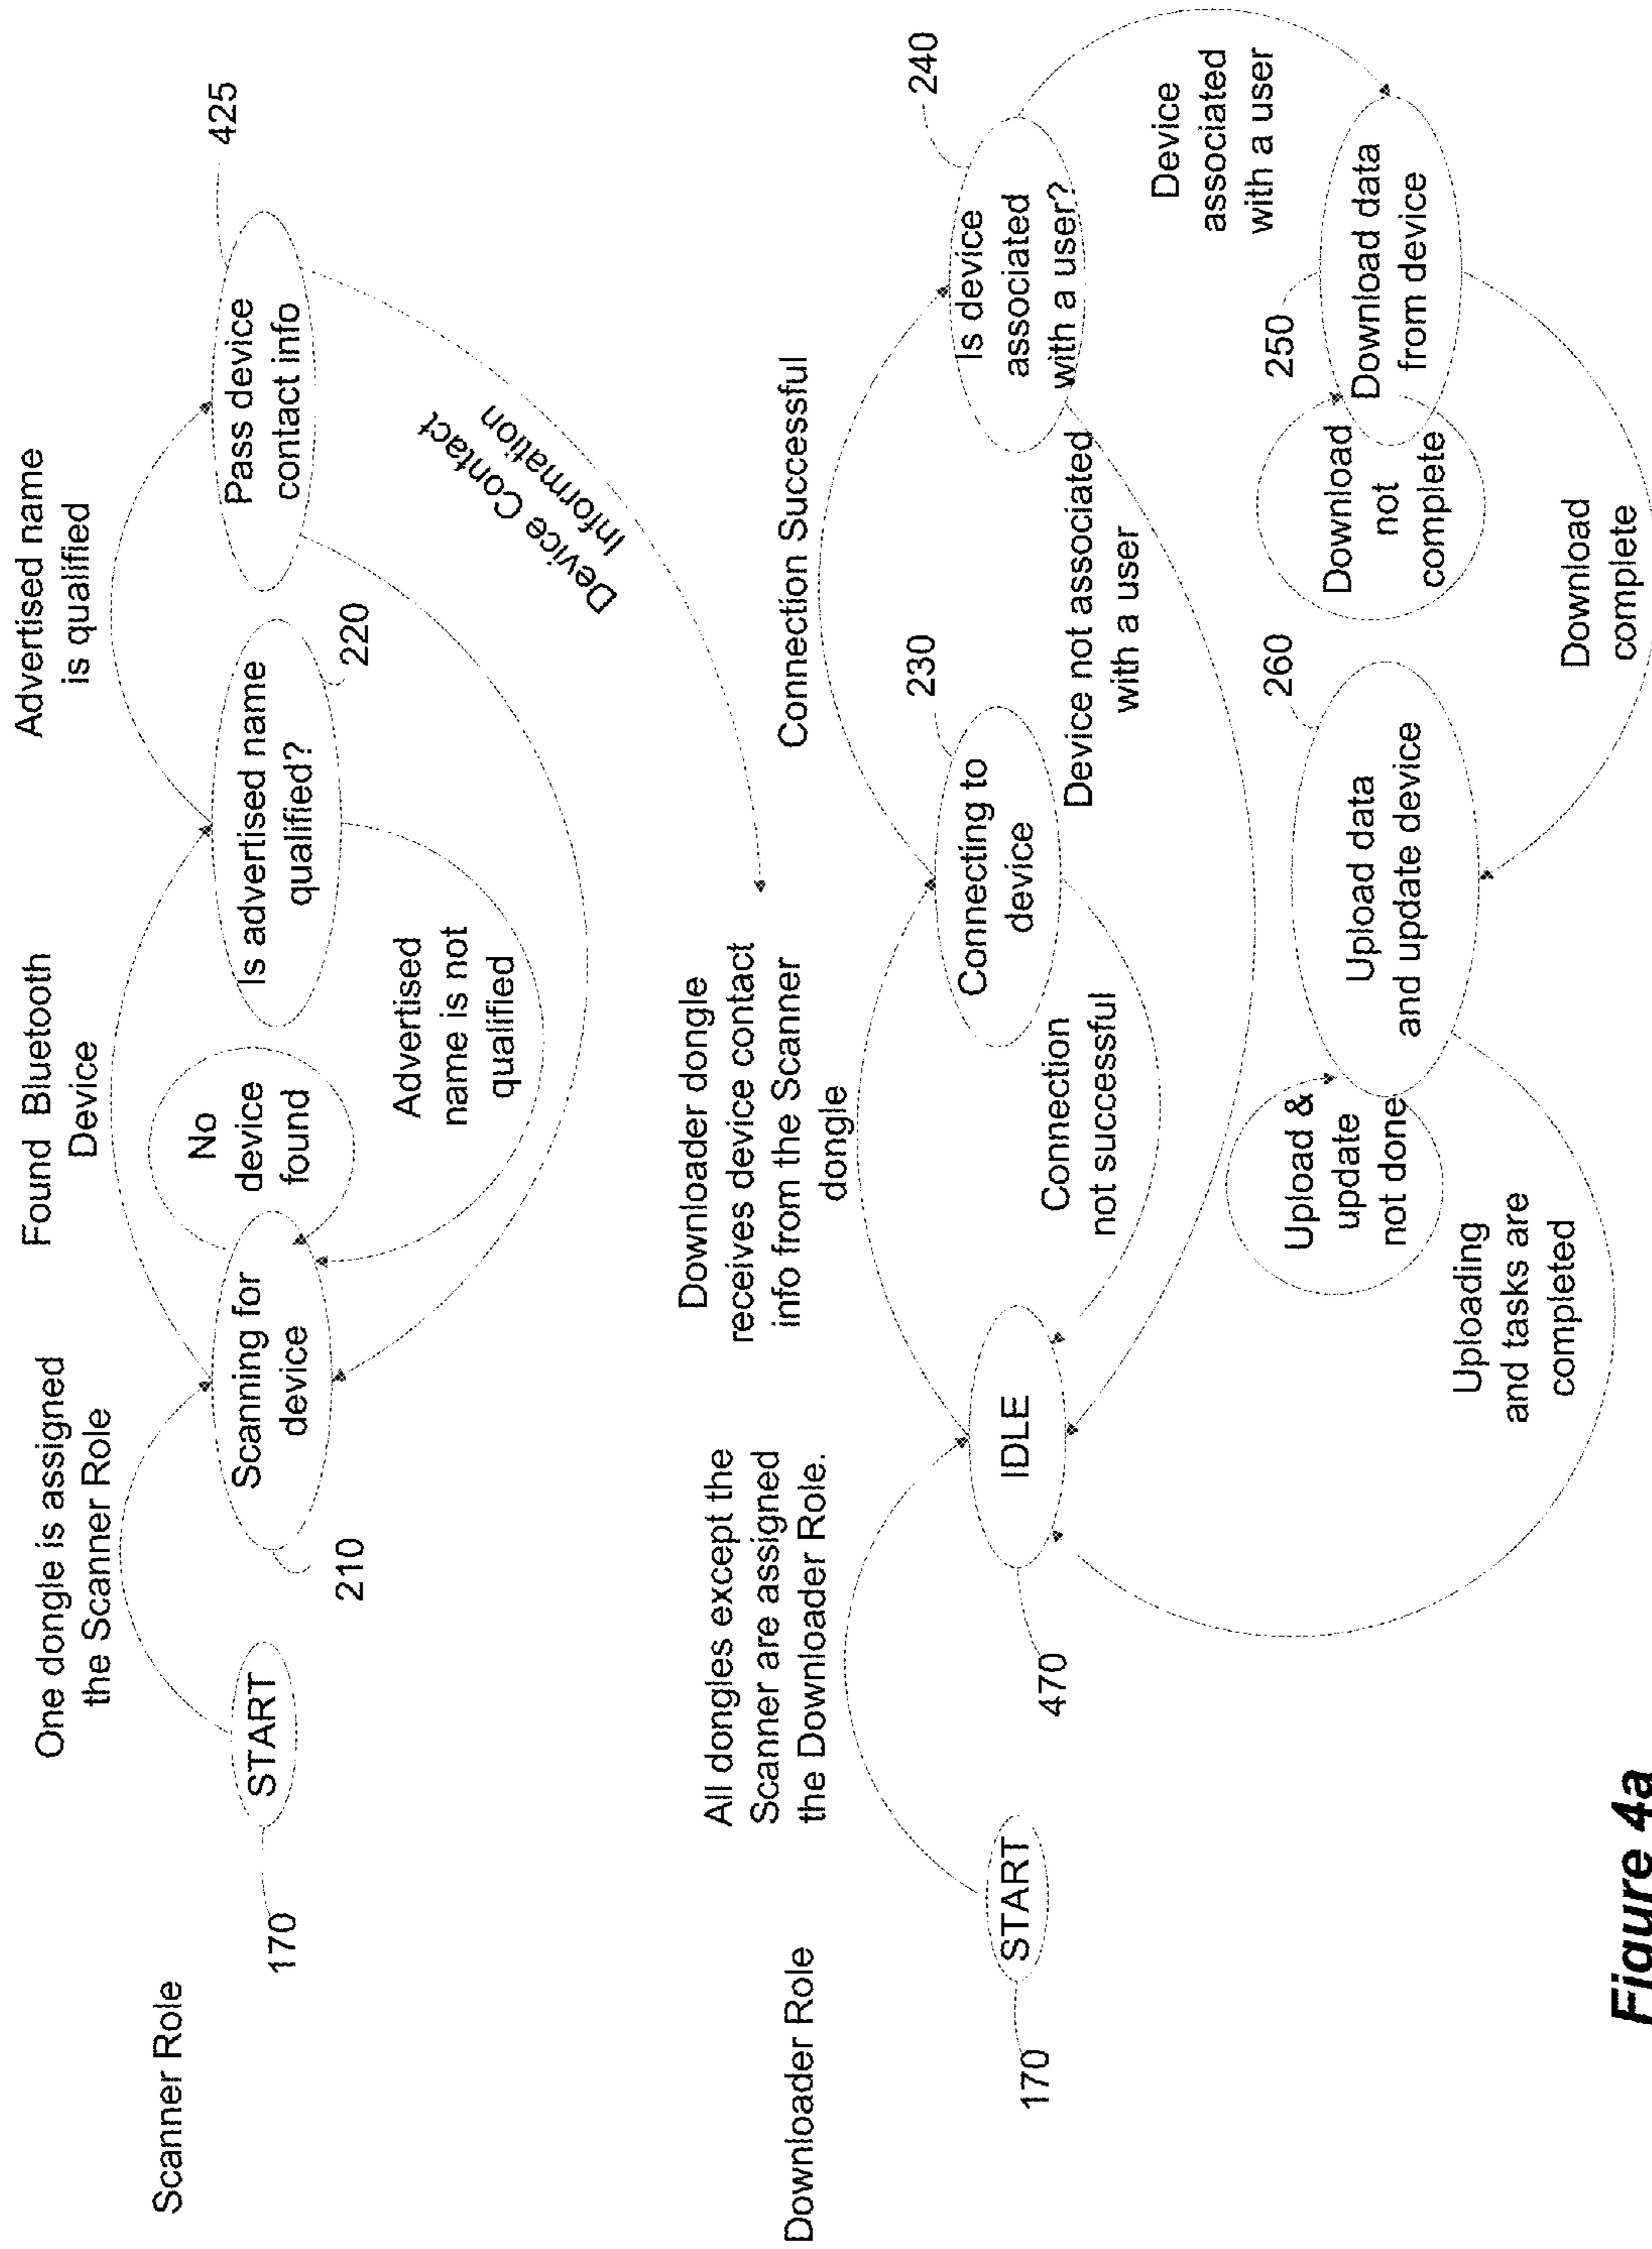 Scanner Role
One dongle is assigned
the Scanner Role
Found Bluetooth
Device
Advertised name
is qualified
170
START
210
Scanning for
device
No
device
found
Is advertised name
qualified?
220
Advertised
name is not
qualified
Pass device
contact info
425
Device Contact
Information
Downloader Role
All dongles except the
Scanner are assigned
the Downloader Role.
Downloader dongle
receives device contact
info from the Scanner
dongle
Connection Successful
170
START
470
IDLE
Connecting to
device
230
Connection
not successful
Is device
associated
with a user?
240
Device not associated
with a user
Device
associated
with a user
250
Download data
from device
Download
not
complete
Download
complete
260
Upload data
and update device
Upload &
update
not done
Uploading
and tasks are
completed
Figure 4a